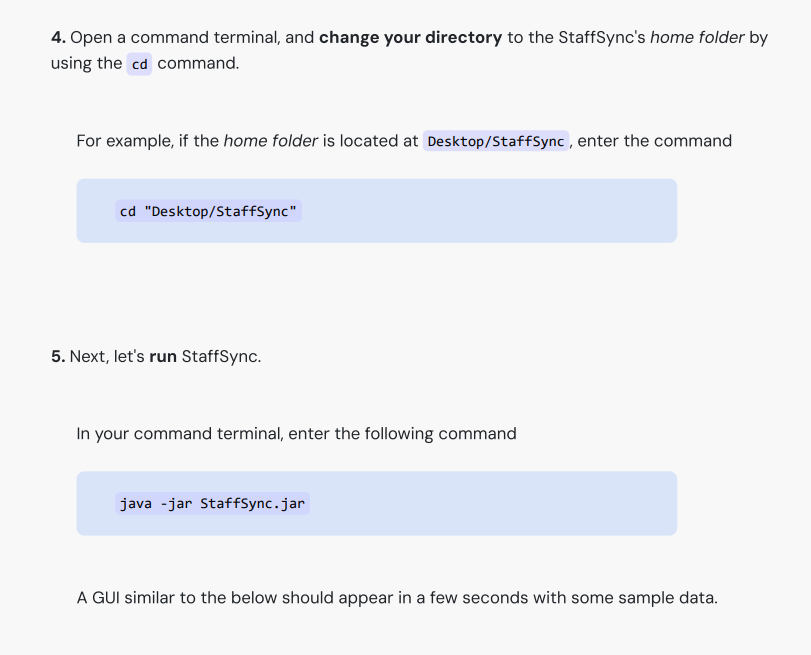 4. Open a command terminal, and change your directory to the StaffSync's home folder by
using the cd command.
For example, if the home folder is located at Desktop/StaffSync, enter the command
cd "Desktop/StaffSync"
5. Next, let's run StaffSync.
In your command terminal, enter the following command
java -jar StaffSync.jar
A GUI similar to the below should appear in a few seconds with some sample data.